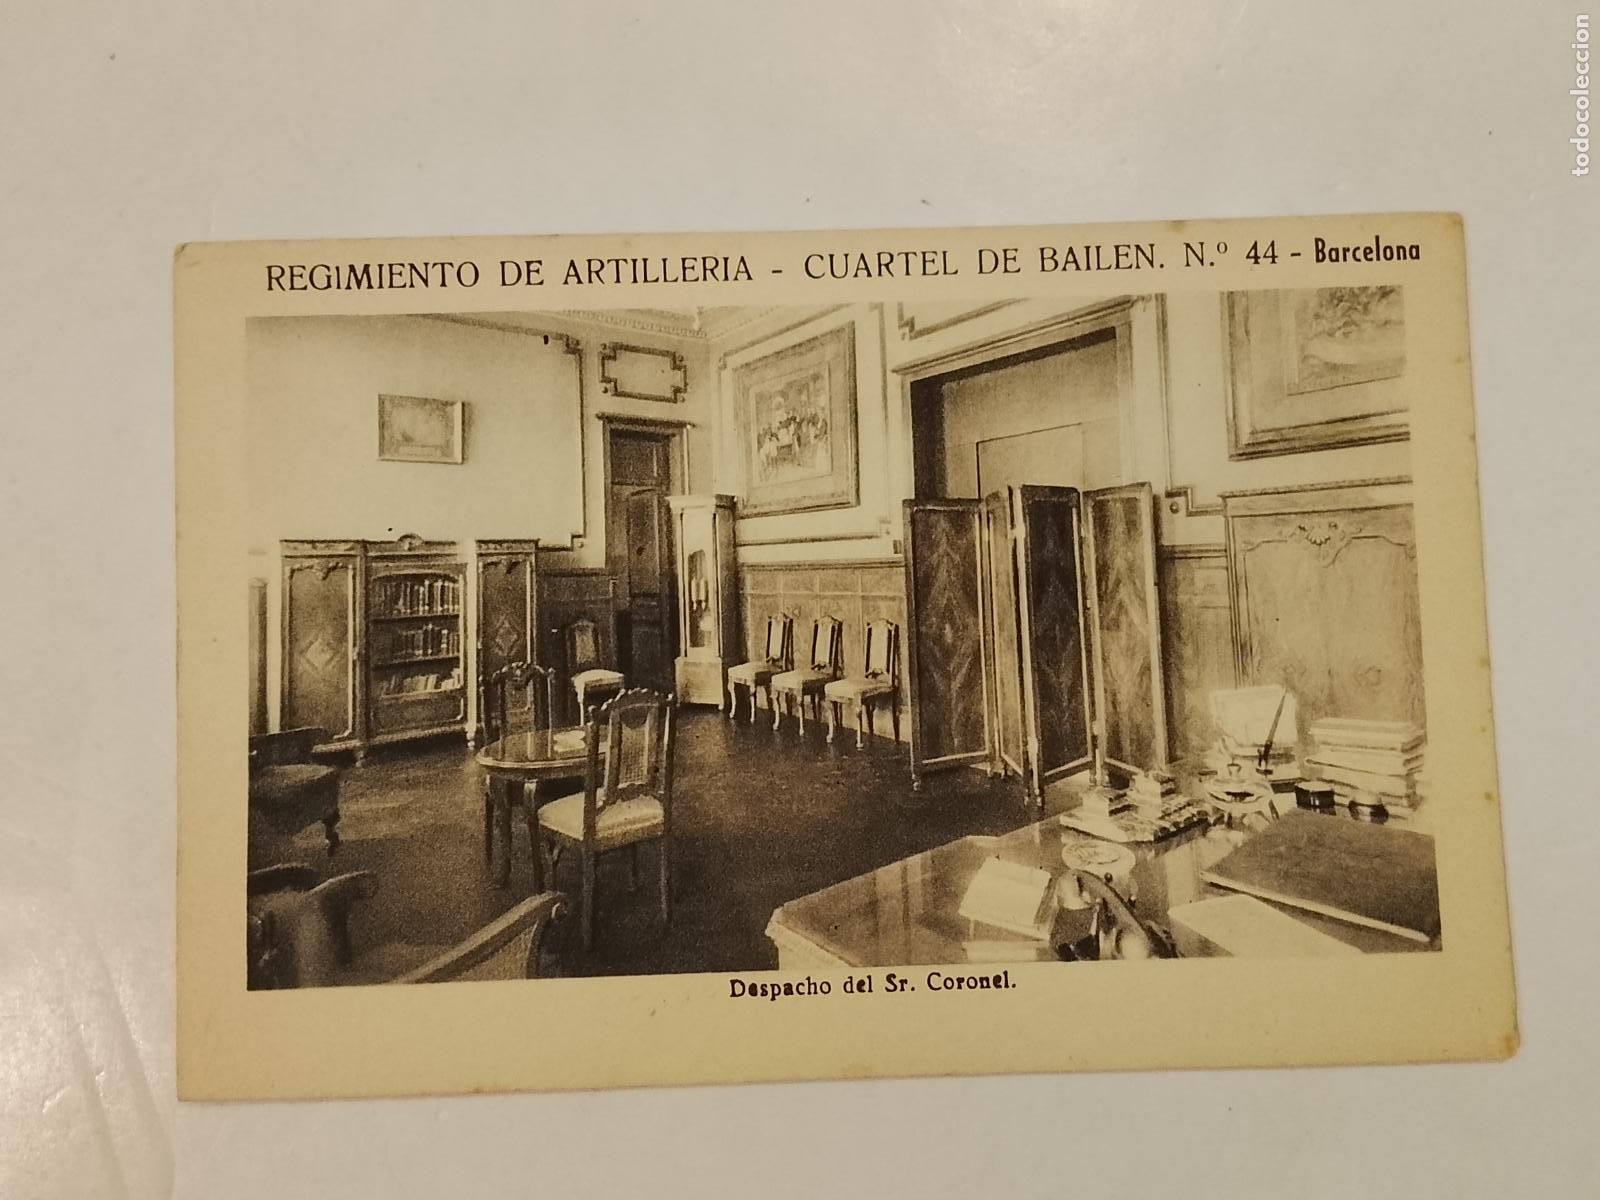 REGIMIENTO DE ARTILLERIA - CUARTEL DE BAILEN. N.º 44 - Barcelona
Despacho del Sr. Coronel.
todocoleccion